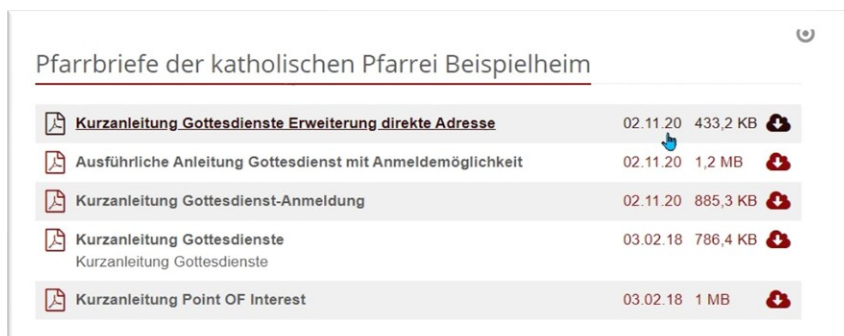 Pfarrbriefe der katholischen Pfarrei Beispielheim
Kurzanleitung Gottesdienste Erweiterung direkte Adresse 02.11.20 433,2 KB
Ausführliche Anleitung Gottesdienst mit Anmeldemöglichkeit 02.11.20 1,2 MB
Kurzanleitung Gottesdienst-Anmeldung 02.11.20 885,3 KB
Kurzanleitung Gottesdienste 03.02.18 786,4 KB
Kurzanleitung Gottesdienste
Kurzanleitung Point OF Interest 03.02.18 1 MB